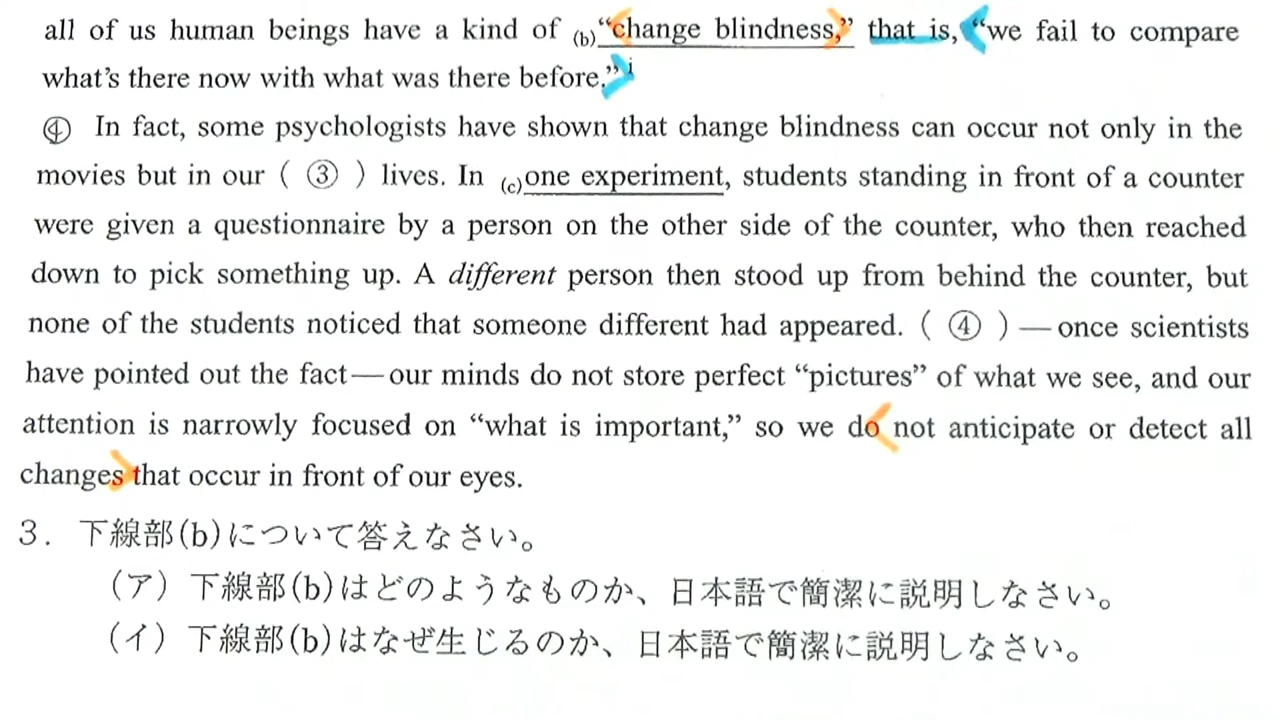 all of us human beings have a kind of (b)“change blindness,” that is, “we fail to compare
what’s there now with what was there before.” i
④ In fact, some psychologists have shown that change blindness can occur not only in the
movies but in our ( ③ ) lives. In (c)one experiment, students standing in front of a counter
were given a questionnaire by a person on the other side of the counter, who then reached
down to pick something up. A different person then stood up from behind the counter, but
none of the students noticed that someone different had appeared. ( ④ )—once scientists
have pointed out the fact—our minds do not store perfect “pictures” of what we see, and our
attention is narrowly focused on “what is important,” so we do not anticipate or detect all
changes that occur in front of our eyes.
3. 下線部(b)について答えなさい。
(ア) 下線部(b)はどのようなものか、日本語で簡潔に説明しなさい。
(イ) 下線部(b)はなぜ生じるのか、日本語で簡潔に説明しなさい。